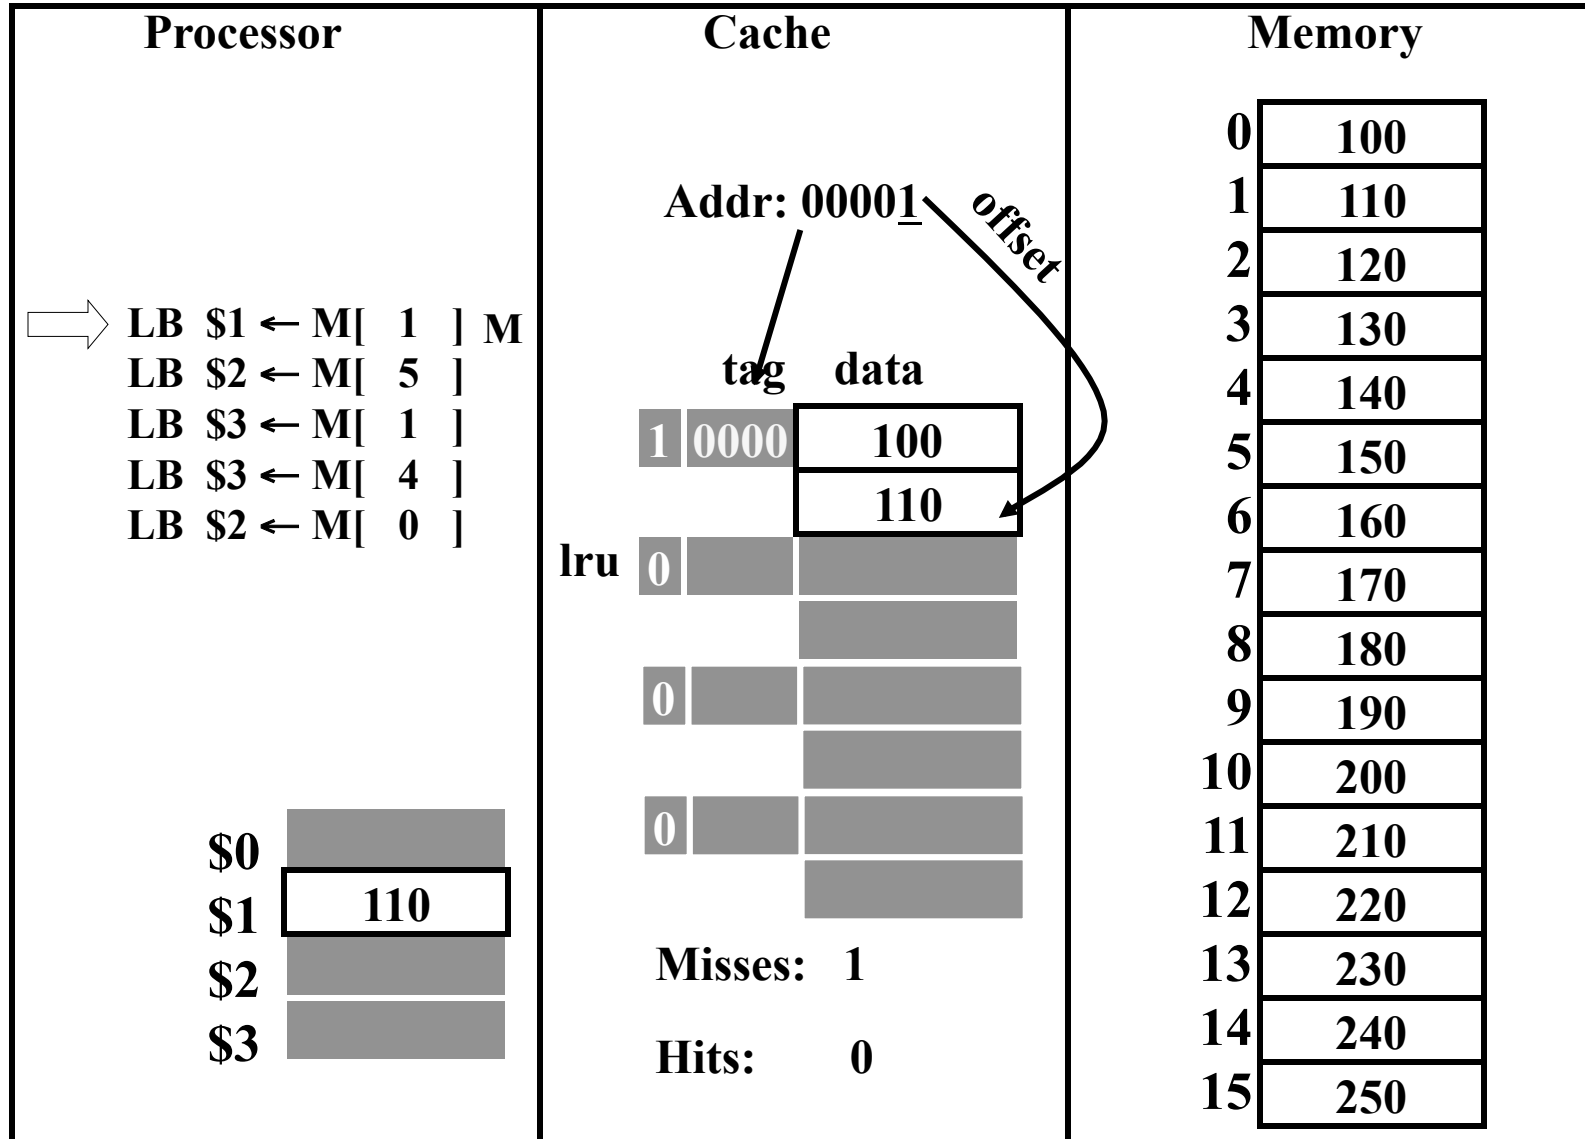 Processor
LB $1 ← M[ 1 ] M
LB $2 ← M[ 5 ]
LB $3 ← M[ 1 ]
LB $3 ← M[ 4 ]
LB $2 ← M[ 0 ]
$0
$1 110
$2
$3
Cache
Addr: 00001
offset
tag data
1 0000 100
110
lru 0
0
0
Misses: 1
Hits: 0
Memory
0 100
1 110
2 120
3 130
4 140
5 150
6 160
7 170
8 180
9 190
10 200
11 210
12 220
13 230
14 240
15 250